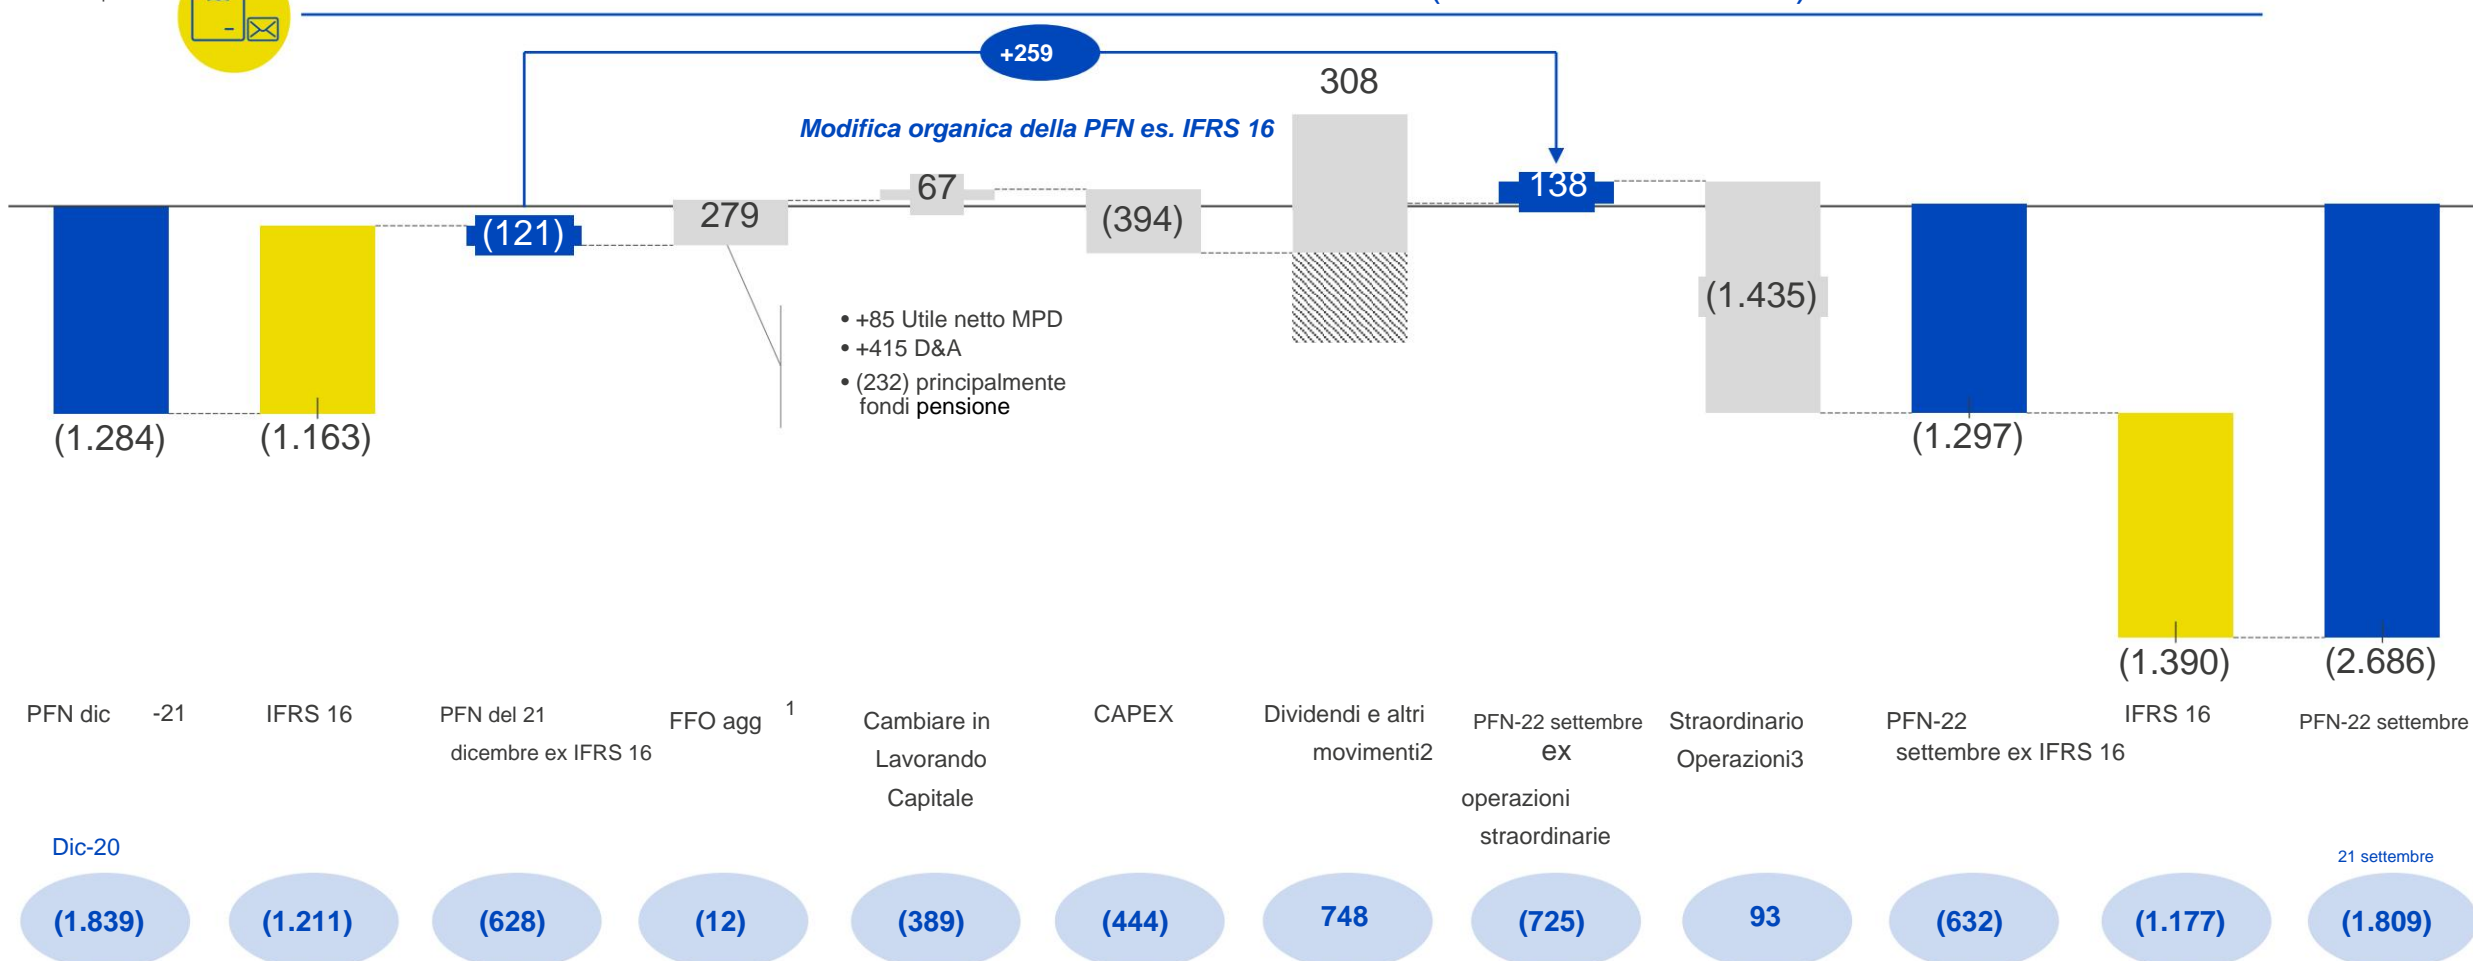 +259
308
Modifica organica della PFN es. IFRS 16
67
138
279
(121)
(394)
(1.435)
• +85 Utile netto MPD
• +415 D&A
• (232) principalmente
fondi pensione
(1.284)
(1.163)
(1.297)
(1.390)
(2.686)
PFN dic -21
IFRS 16
PFN del 21
dicembre ex IFRS 16
FFO agg 1
Cambiare in
Lavorando
Capitale
CAPEX
Dividendi e altri
movimenti2
PFN-22 settembre
ex
operazioni
straordinarie
Straordinario
Operazioni3
PFN-22
settembre ex IFRS 16
IFRS 16
PFN-22 settembre
Dic-20
21 settembre
(1.839)
(1.211)
(628)
(12)
(389)
(444)
748
(725)
93
(632)
(1.177)
(1.809)